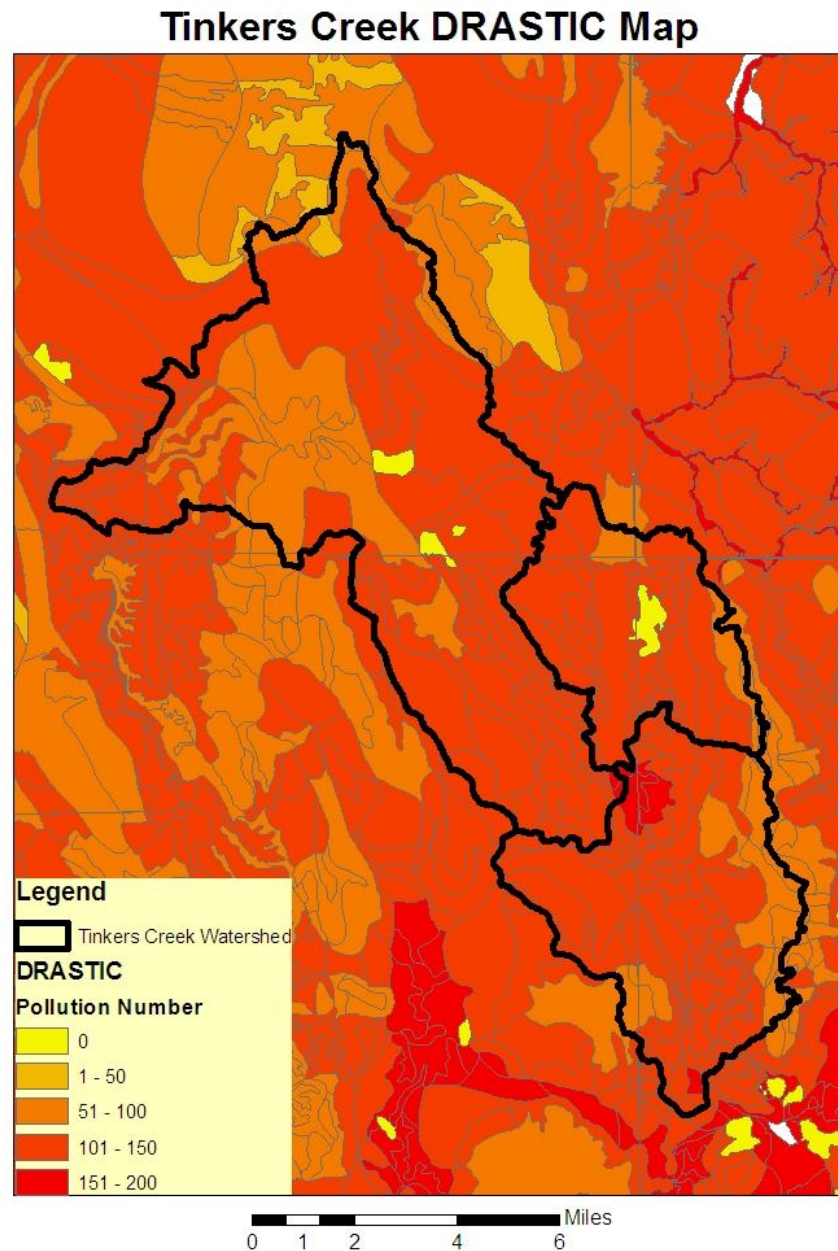 Tinkers Creek DRASTIC Map
Legend
Tinkers Creek Watershed
DRASTIC
Pollution Number
0
1 - 50
51 - 100
101 - 150
151 - 200
Miles
0 1 2 4 6